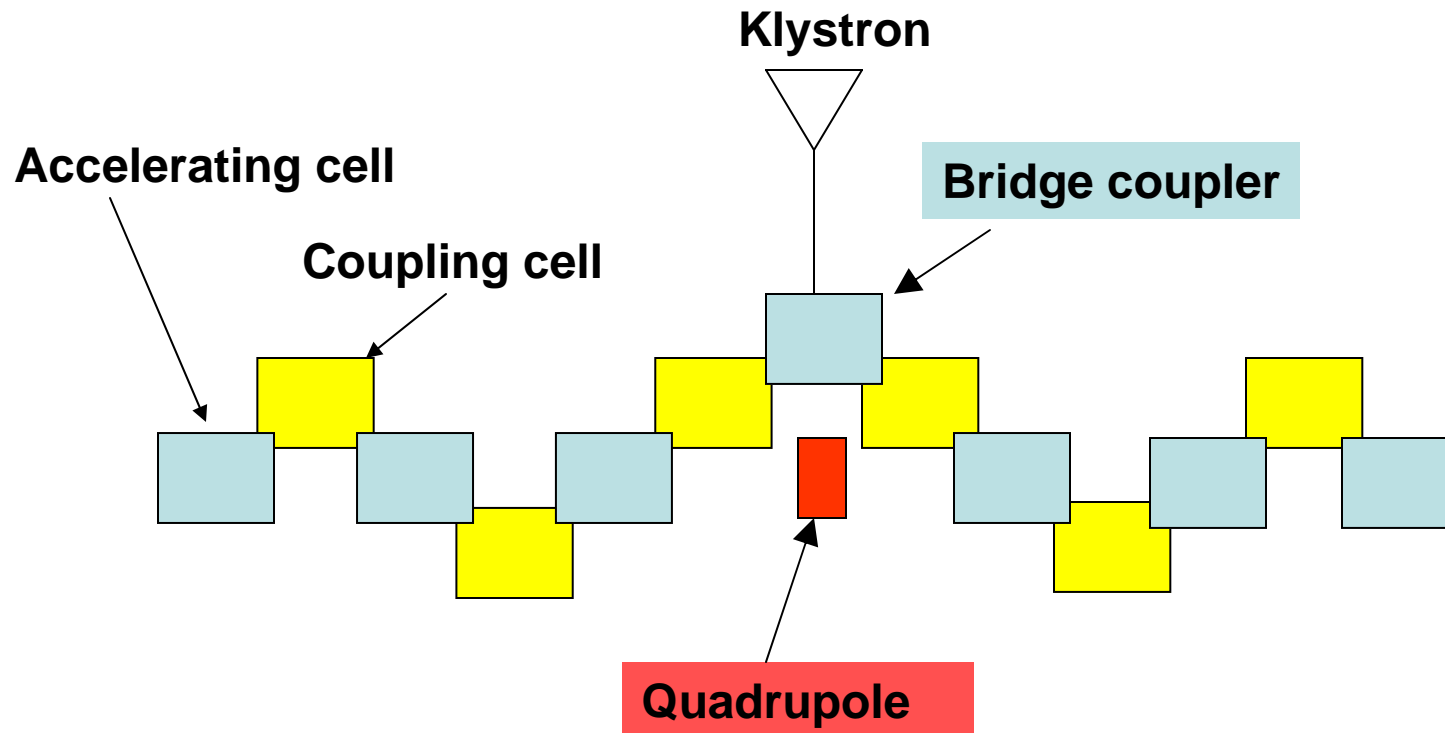 Klystron
Accelerating cell
Bridge coupler
Coupling cell
Quadrupole